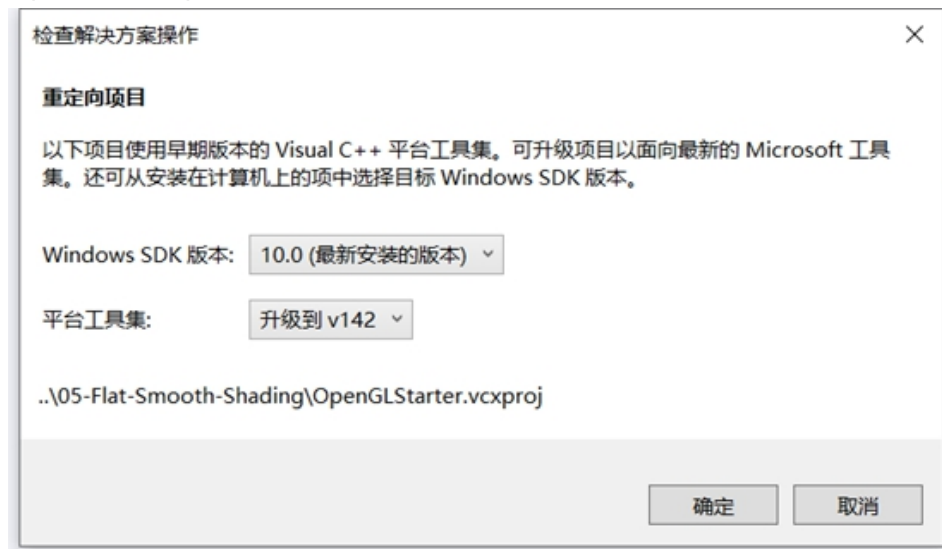 检查解决方案操作
重定向项目
以下项目使用早期版本的 Visual C++ 平台工具集。可升级项目以面向最新的 Microsoft 工具
集。还可从安装在计算机上的项中选择目标 Windows SDK 版本。
Windows SDK 版本: 10.0 (最新安装的版本)
平台工具集: 升级到 v142
..\05-Flat-Smooth-Shading\OpenGLStarter.vcxproj
确定 取消